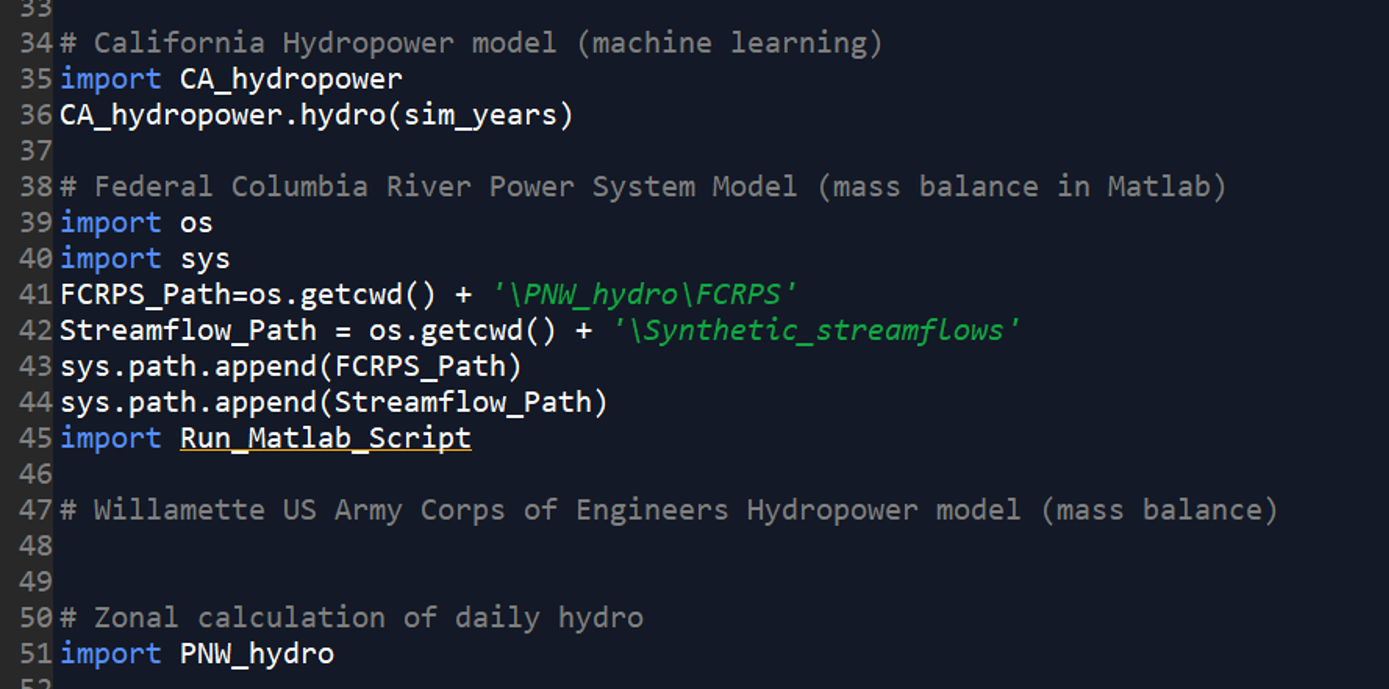 33
34 # California Hydropower model (machine learning)
35 import CA_hydropower
36 CA_hydropower.hydro(sim_years)
37
38 # Federal Columbia River Power System Model (mass balance in Matlab)
39 import os
40 import sys
41 FCRPS_Path=os.getcwd() + '\PNW_hydro\FCRPS'
42 Streamflow_Path = os.getcwd() + '\Synthetic_streamflows'
43 sys.path.append(FCRPS_Path)
44 sys.path.append(Streamflow_Path)
45 import Run_Matlab_Script
46
47 # Willamette US Army Corps of Engineers Hydropower model (mass balance)
48
49
50 # Zonal calculation of daily hydro
51 import PNW_hydro
52